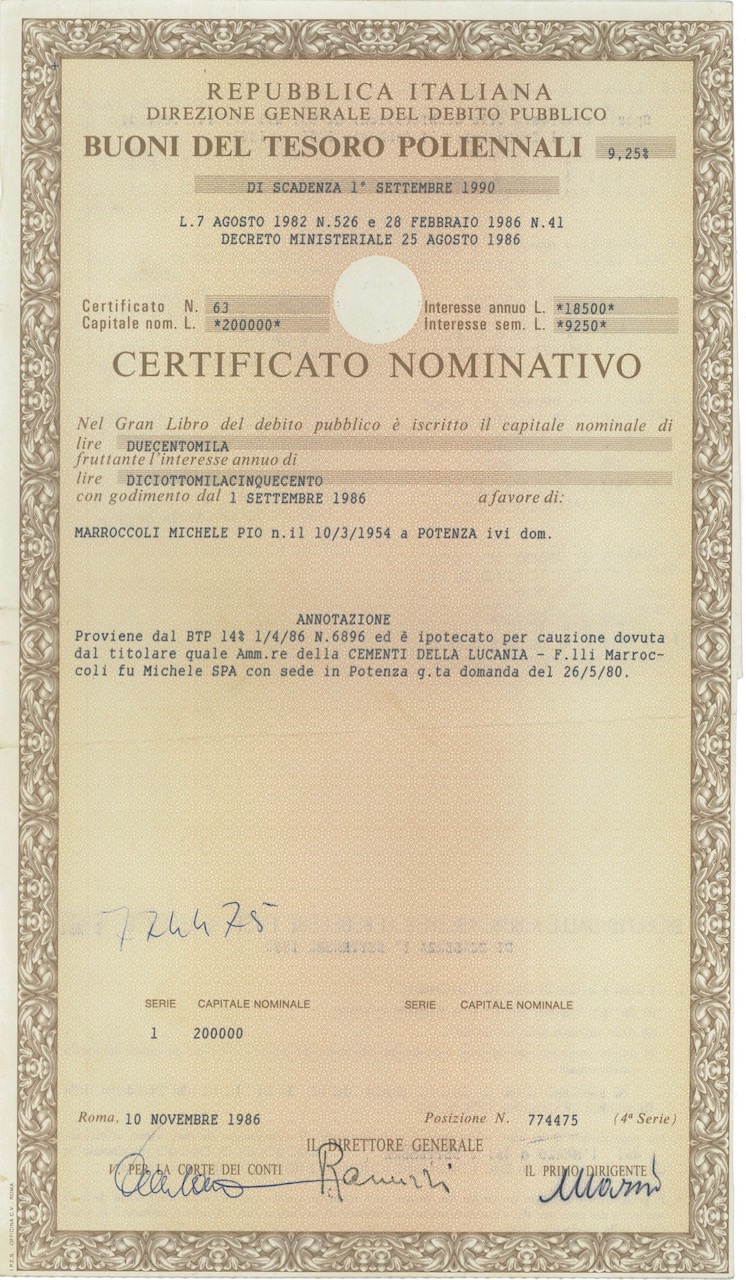 REPUBBLICA ITALIANA
DIREZIONE GENERALE DEL DEBITO PUBBLICO
BUONI DEL TESORO POLIENNALI 9,25%
DI SCADENZA 1° SETTEMBRE 1990
L.7 AGOSTO 1982 N.526 e 28 FEBBRAIO 1986 N.41
DECRETO MINISTERIALE 25 AGOSTO 1986
Certificato N. 63 Interesse annuo L. *18500*
Capitale nom. L. *200000* Interesse sem. L. *9250*
CERTIFICATO NOMINATIVO
Nel Gran Libro del debito pubblico è iscritto il capitale nominale di
lire DUECENTOMILA
fruttante l'interesse annuo di
lire DICIOTTOMILACINQUECENTO
con godimento dal 1 SETTEMBRE 1986 a favore di:
MARROCCOLI MICHELE PIO n.il 10/3/1954 a POTENZA ivi dom.
ANNOTAZIONE
Proviene dal BTP 14% 1/4/86 N.6896 ed è ipotecato per cauzione dovuta
dal titolare quale Amm.re della CEMENTI DELLA LUCANIA - F.lli Marroc-
coli fu Michele SPA con sede in Potenza g.ta domanda del 26/5/80.
774475
SERIE CAPITALE NOMINALE SERIE CAPITALE NOMINALE
1 200000
Roma, 10 NOVEMBRE 1986 Posizione N. 774475 (4ª Serie)
IL DIRETTORE GENERALE
V. PER LA CORTE DEI CONTI IL PRIMO DIRIGENTE
I.P.Z.S. OFFICINA C.V. ROMA